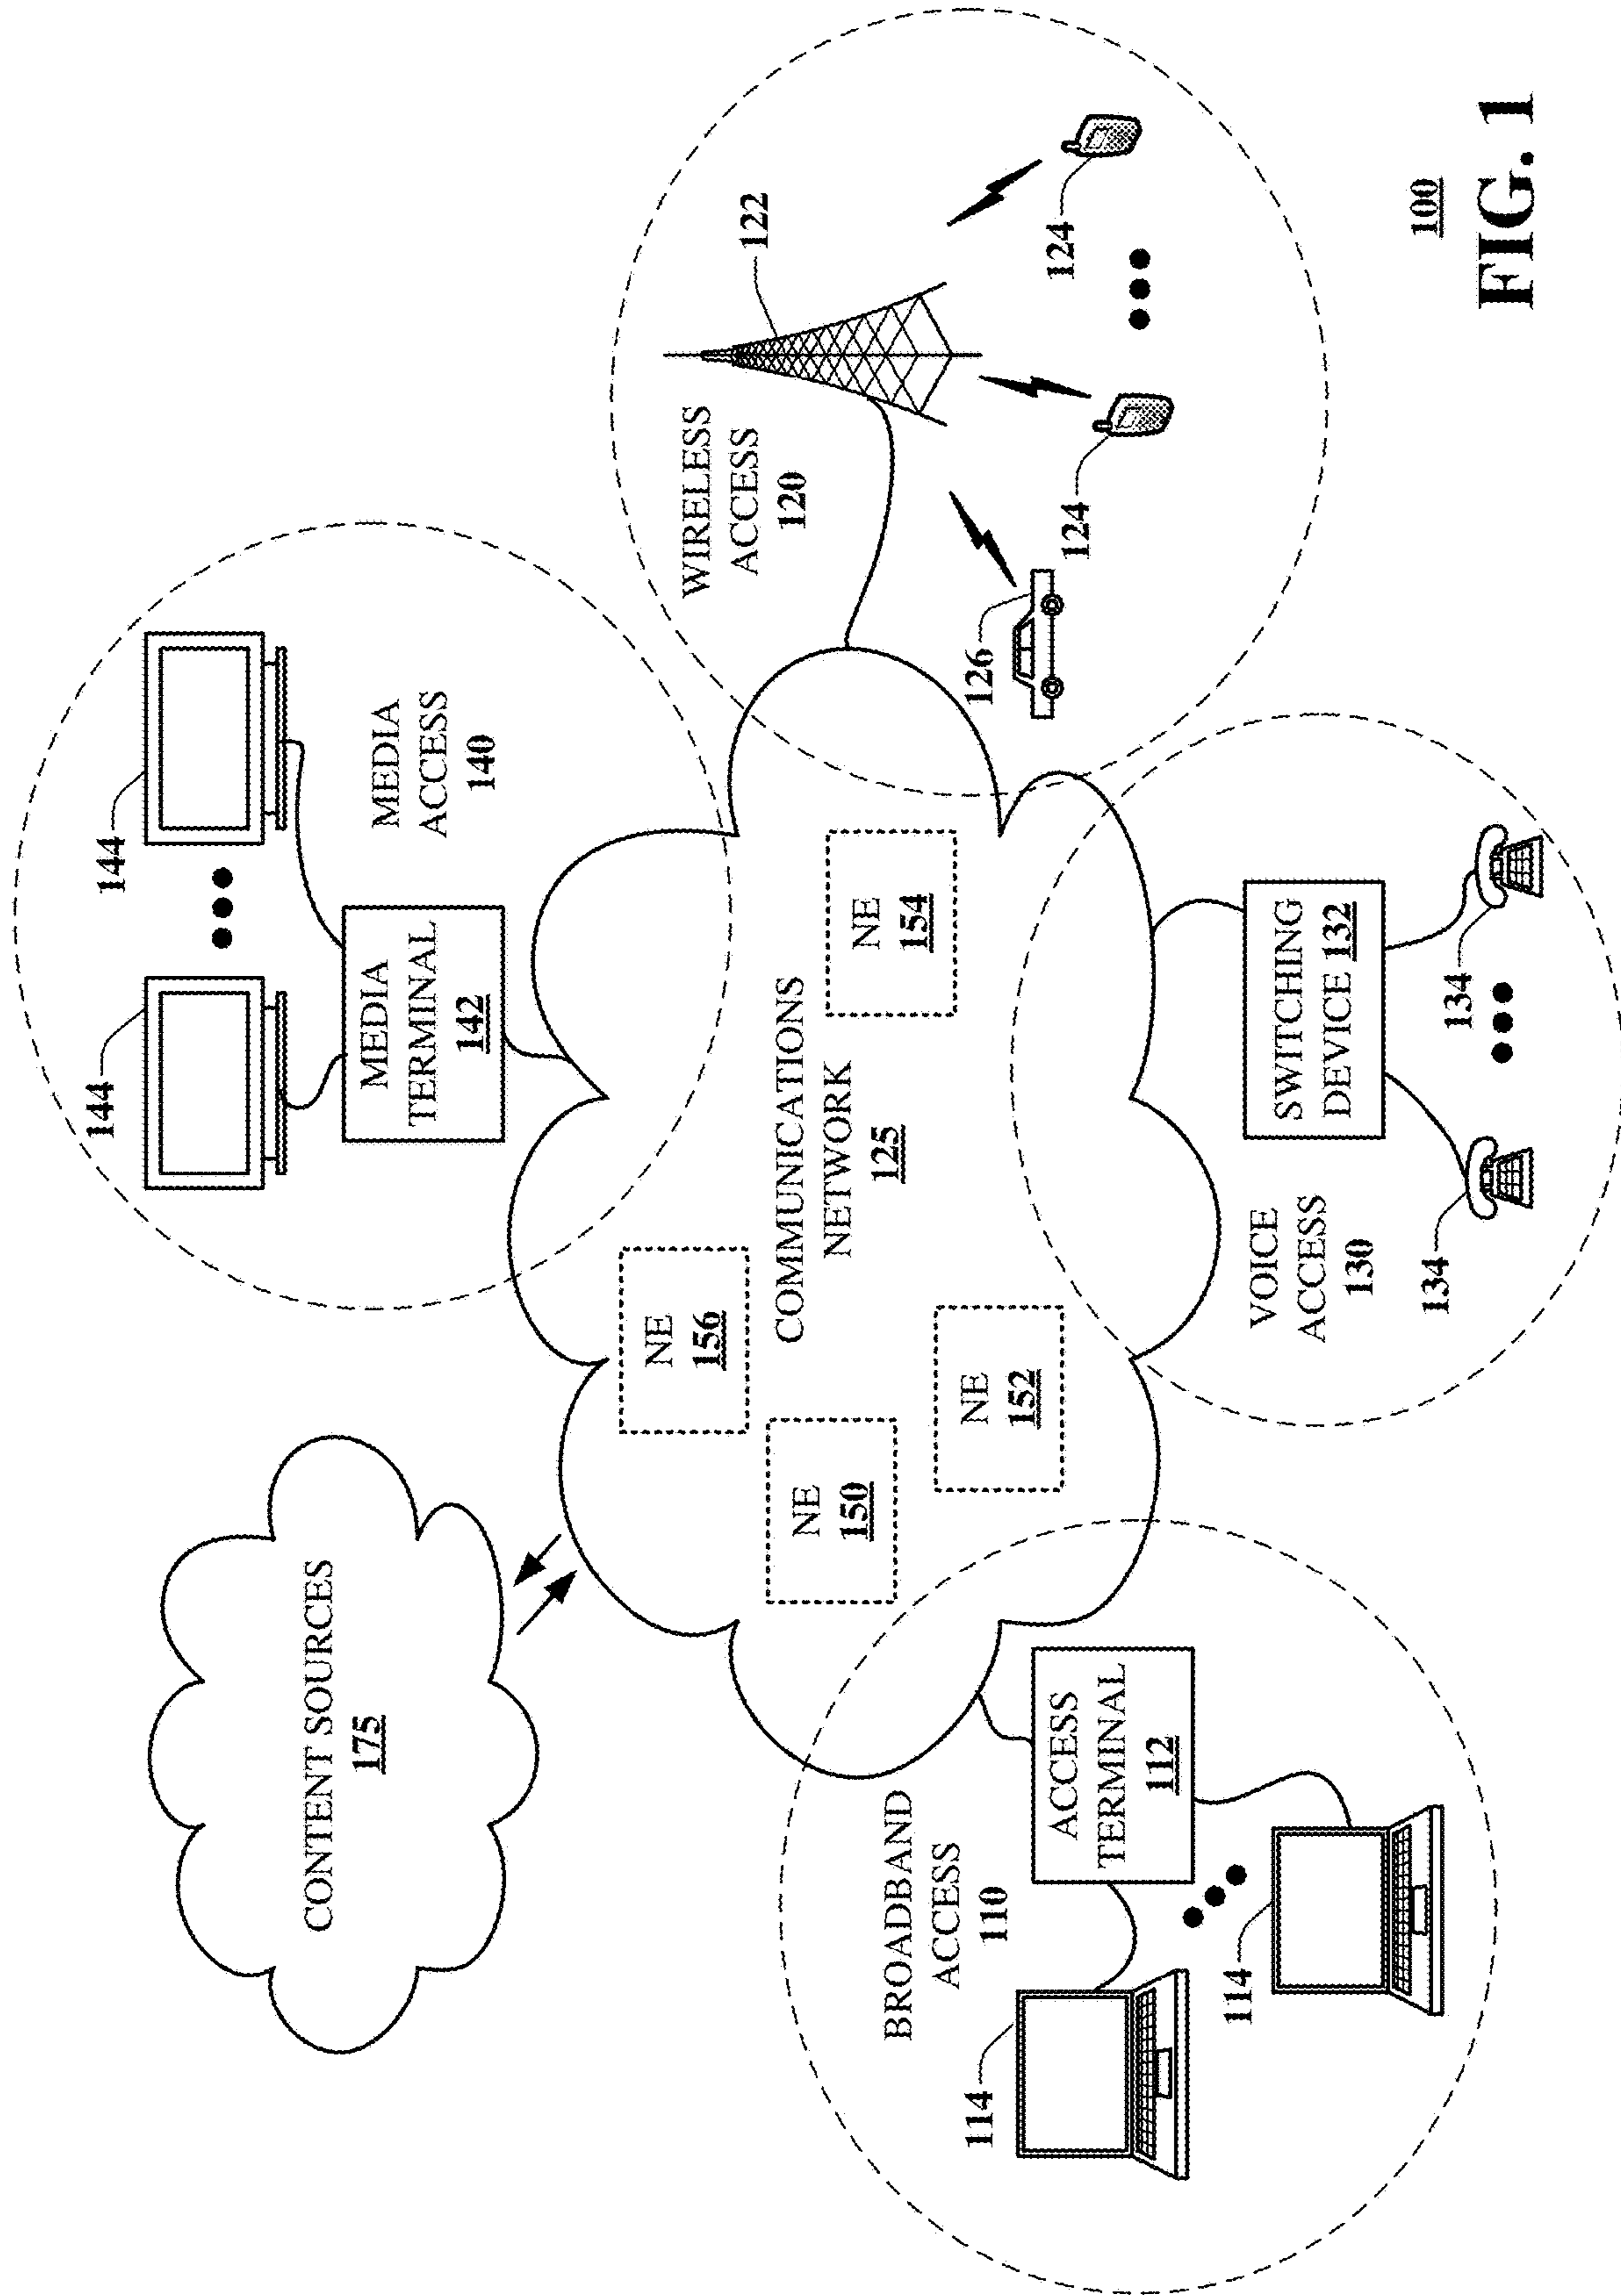 CONTENT SOURCES
175
144
144
MEDIA
TERMINAL
142
MEDIA
ACCESS
140
WIRELESS
ACCESS
120
122
124
124
126
NE
156
NE
150
NE
152
NE
154
COMMUNICATIONS
NETWORK
125
BROADBAND
ACCESS
110
ACCESS
TERMINAL
112
114
114
VOICE
ACCESS
130
SWITCHING
DEVICE 132
134
134
100
FIG. 1